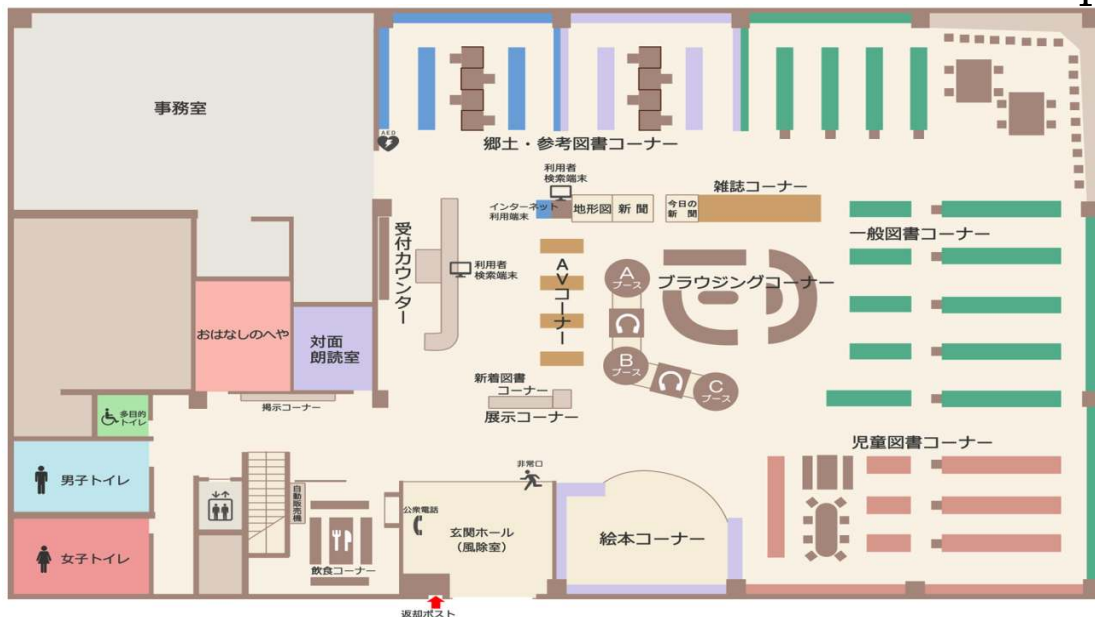 事務室
AED
郷土・参考図書コーナー
利用者
検索端末
インターネット
利用端末
地形図
新聞
今日の
新聞
雑誌コーナー
一般図書コーナー
受付カウンター
利用者
検索端末
AVコーナー
A
ブース
ブラウジングコーナー
おはなしのへや
対面
朗読室
B
ブース
C
ブース
新着図書
コーナー
展示コーナー
掲示コーナー
多目的
トイレ
児童図書コーナー
男子トイレ
非常口
自動販売機
公衆電話
玄関ホール
(風除室)
絵本コーナー
女子トイレ
飲食コーナー
返却ポスト